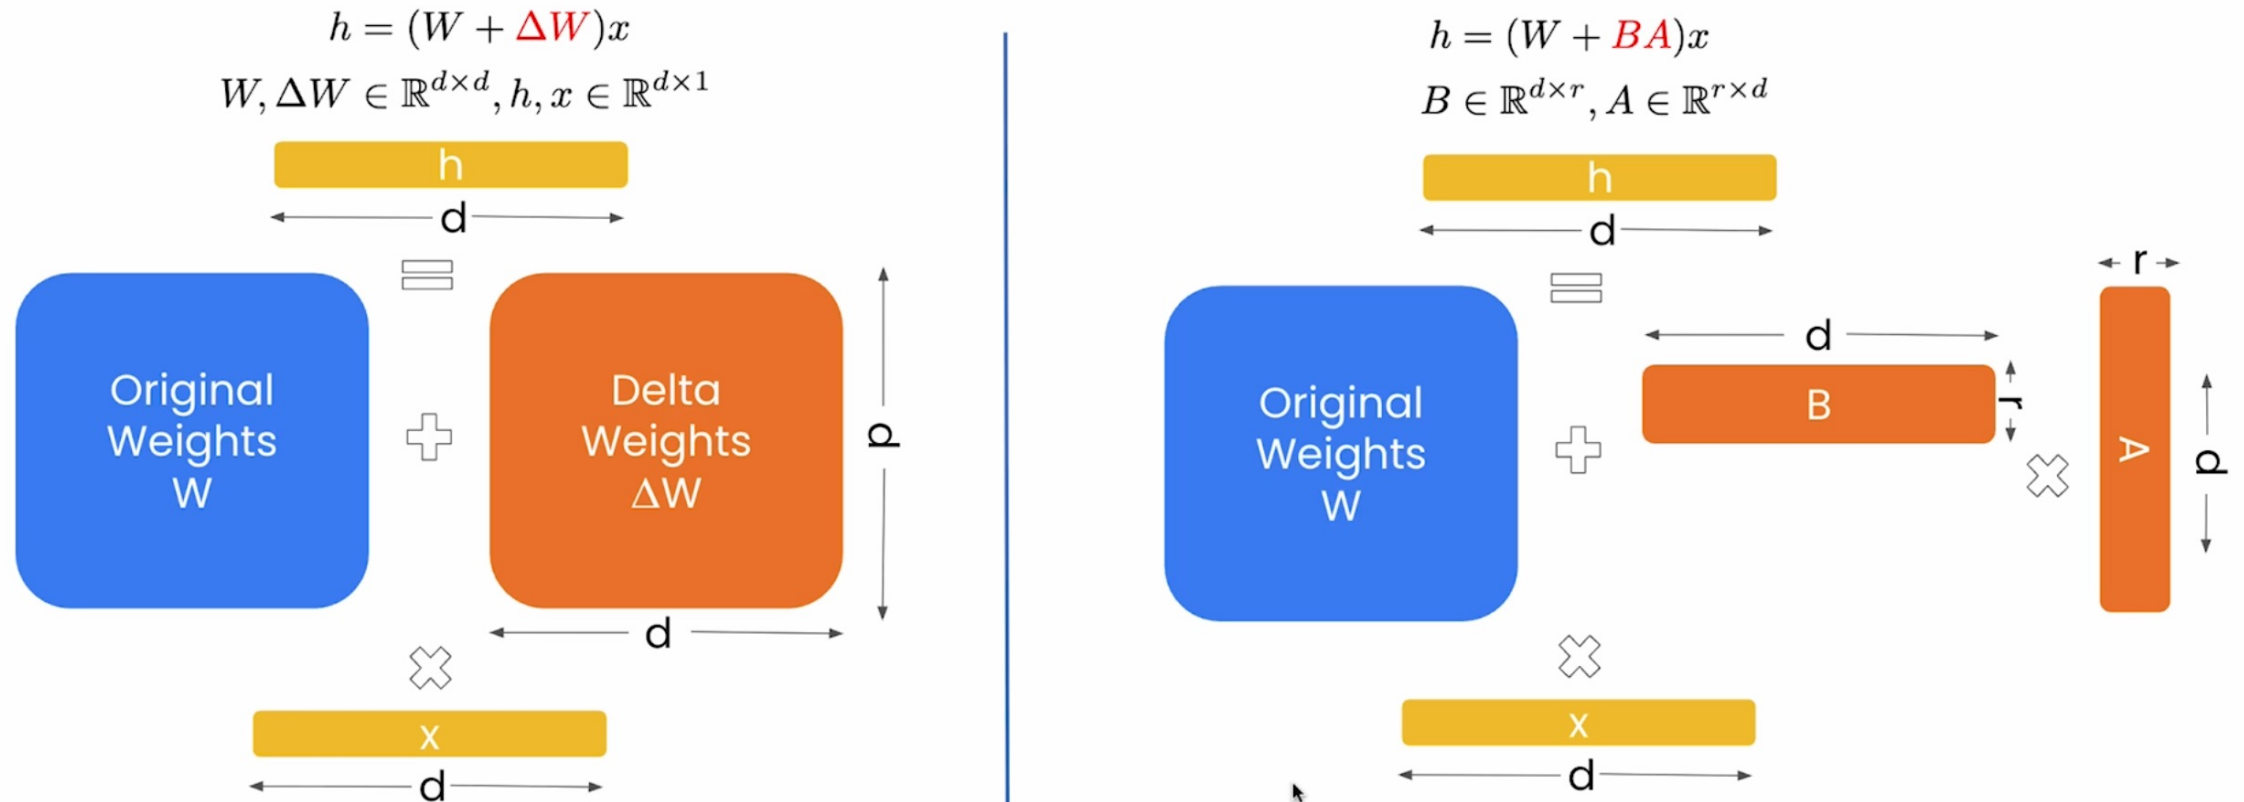 h = (W + ΔW)x
W, ΔW ∈ ℝ^{d×d}, h, x ∈ ℝ^{d×1}
h
d
Original
Weights
W
Delta
Weights
ΔW
d
d
x
d
h = (W + BA)x
B ∈ ℝ^{d×r}, A ∈ ℝ^{r×d}
h
d
Original
Weights
W
d
B
r
r
A
d
x
d